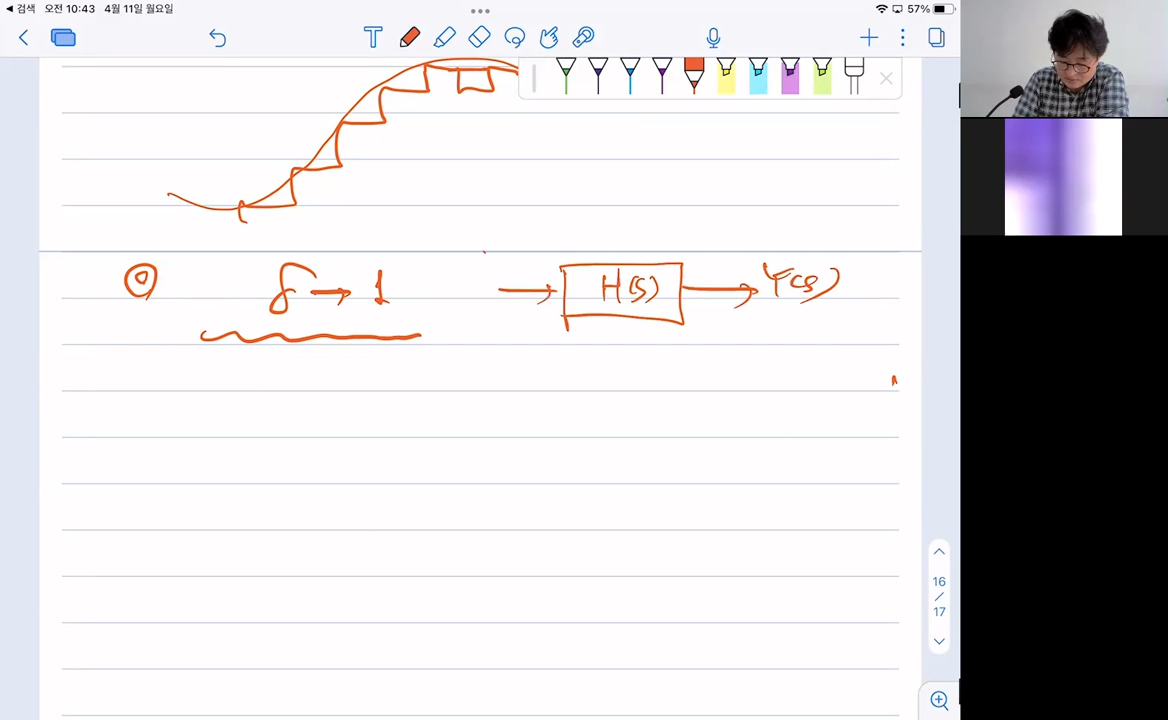 ◀ 검색 오전 10:43 4월 11일 월요일 57%
T
⌾ δ → 1 → H(s) → Y(s)
16
/
17